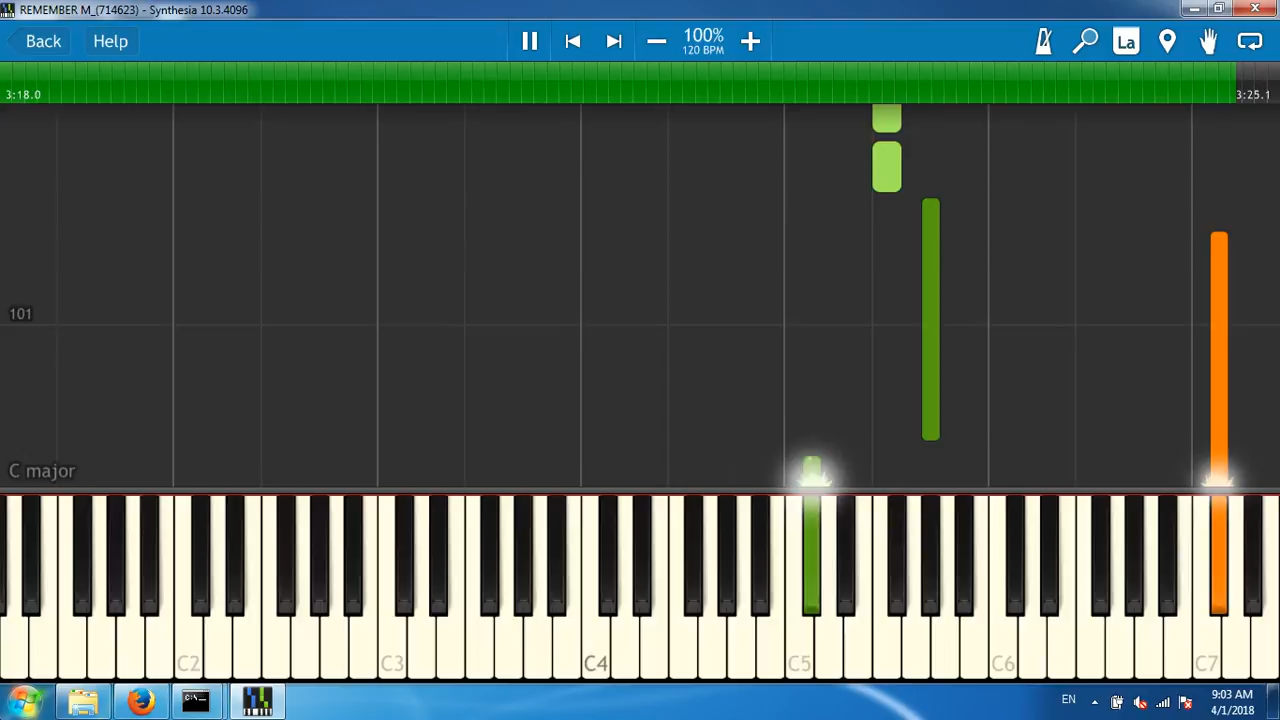 REMEMBER M_(714623) - Synthesia 10.3.4096
Back
Help
100%
120 BPM
La
3:18.0
3:25.1
101
C major
C2
C3
C4
C5
C6
C7
EN
9:03 AM
4/1/2018